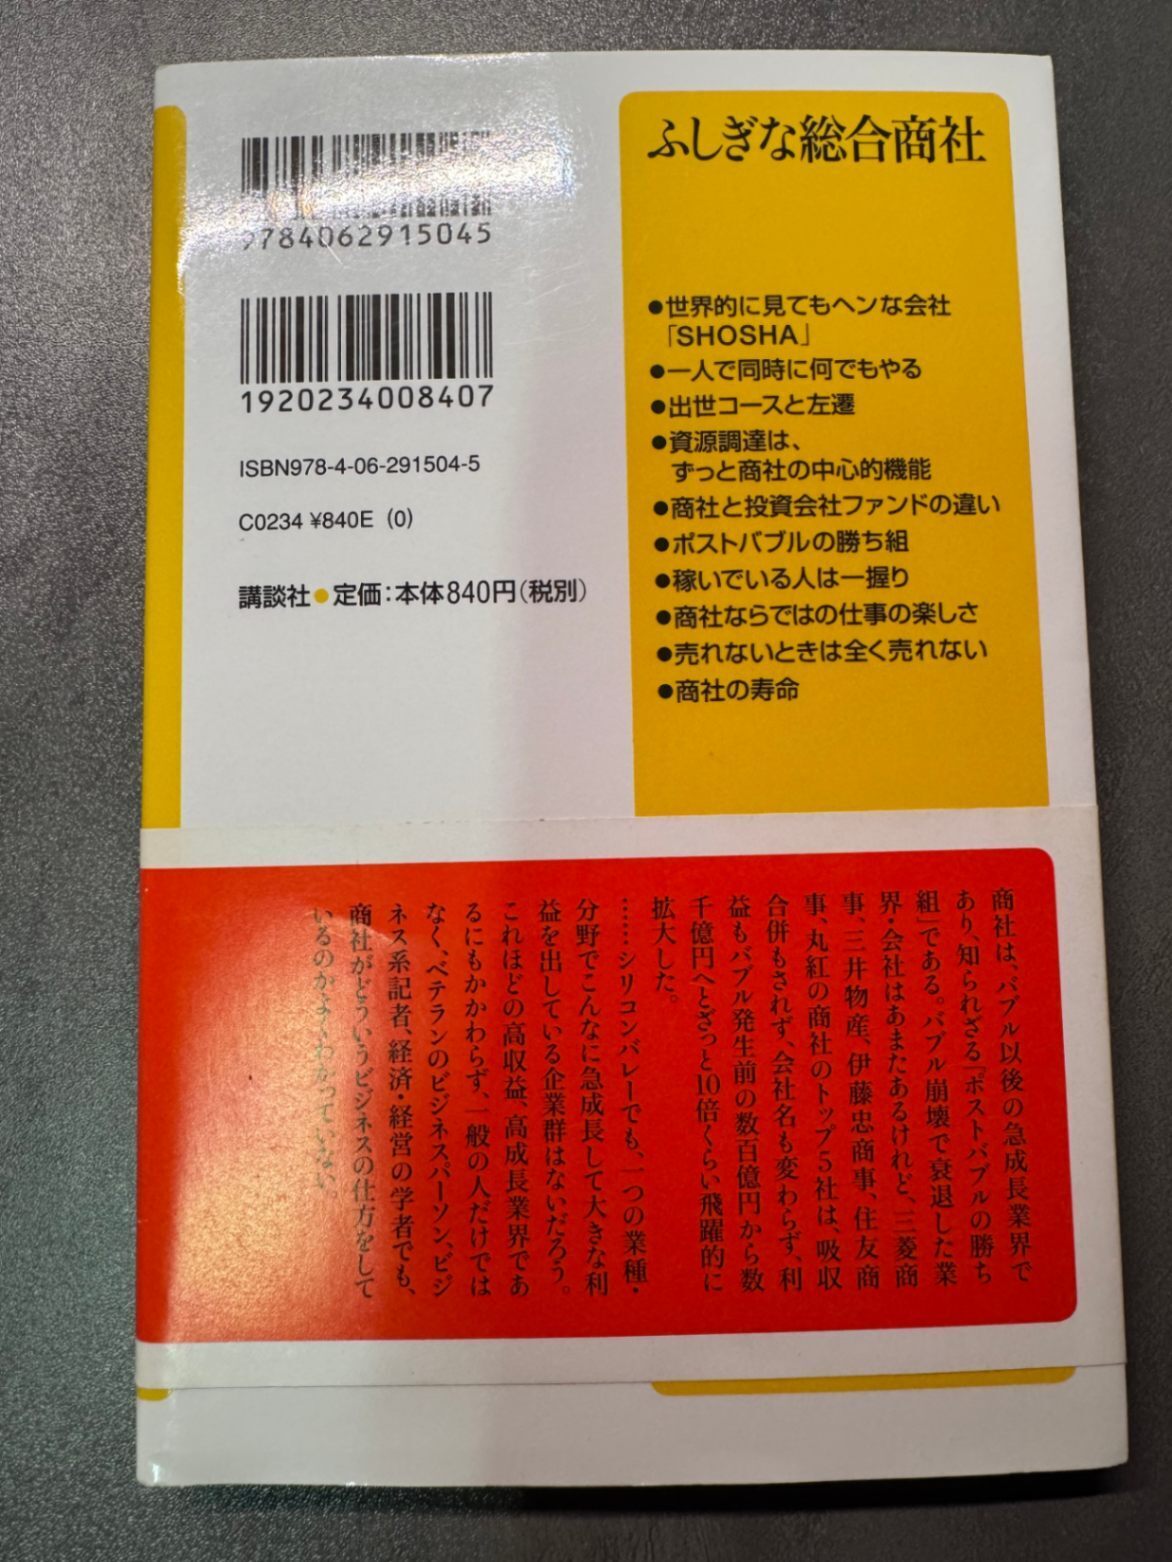 9784062915045
1920234008407
ISBN978-4-06-291504-5
C0234 ¥840E (0)
講談社●定価:本体840円(税別)
ふしぎな総合商社
●世界的に見てもヘンな会社
「SHOSHA」
●一人で同時に何でもやる
●出世コースと左遷
●資源調達は、
ずっと商社の中心的機能
●商社と投資会社ファンドの違い
●ポストバブルの勝ち組
●稼いでいる人は一握り
●商社ならではの仕事の楽しさ
●売れないときは全く売れない
●商社の寿命
商社は、バブル以後の急成長業界で
あり、知られざる「ポストバブルの勝ち
組」である。バブル崩壊で衰退した業
界・会社はあまたあるけれど、三菱商
事、三井物産、伊藤忠商事、住友商
事、丸紅の商社のトップ5社は、吸収
合併もされず、会社名も変わらず、利
益もバブル発生前の数百億円から数
千億円へとざっと10倍くらい飛躍的に
拡大した。
……シリコンバレーでも、一つの業種・
分野でこんなに急成長して大きな利
益を出している企業群はないだろう。
これほどの高収益、高成長業界であ
るにもかかわらず、一般の人だけでは
なく、ベテランのビジネスパーソン、ビジ
ネス系記者、経済・経営の学者でも、
商社がどういうビジネスの仕方をして
いるのかよくわかっていない。